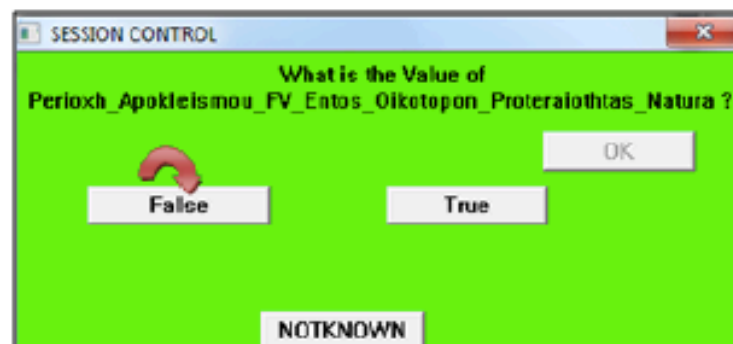 SESSION CONTROL
What is the Value of
Perioxh_Apokleismou_FV_Entos_Oikotopon_Proteraiothtas_Natura ?
OK
False
True
NOTKNOWN